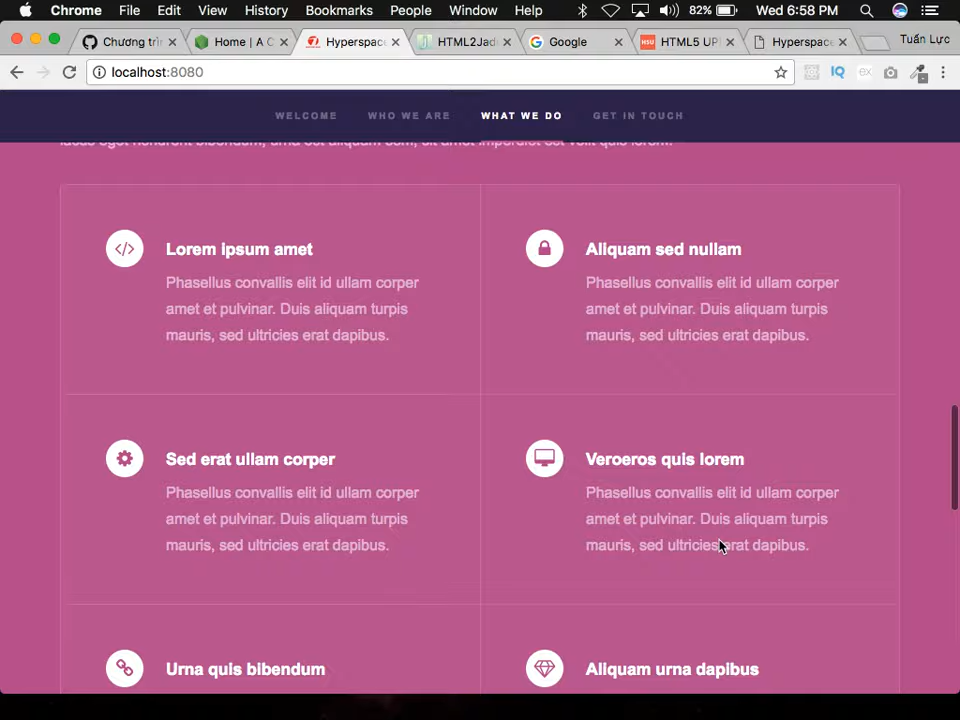 Chrome File Edit View History Bookmarks People Window Help 82% Wed 6:58 PM
Chương trì Home | A C Hyperspac HTML2Jad Google HTML5 UP Hyperspac Tuấn Lực
localhost:8080
WELCOME WHO WE ARE WHAT WE DO GET IN TOUCH
Lorem ipsum amet
Phasellus convallis elit id ullam corper
amet et pulvinar. Duis aliquam turpis
mauris, sed ultricies erat dapibus.
Aliquam sed nullam
Phasellus convallis elit id ullam corper
amet et pulvinar. Duis aliquam turpis
mauris, sed ultricies erat dapibus.
Sed erat ullam corper
Phasellus convallis elit id ullam corper
amet et pulvinar. Duis aliquam turpis
mauris, sed ultricies erat dapibus.
Veroeros quis lorem
Phasellus convallis elit id ullam corper
amet et pulvinar. Duis aliquam turpis
mauris, sed ultricies erat dapibus.
Urna quis bibendum
Aliquam urna dapibus